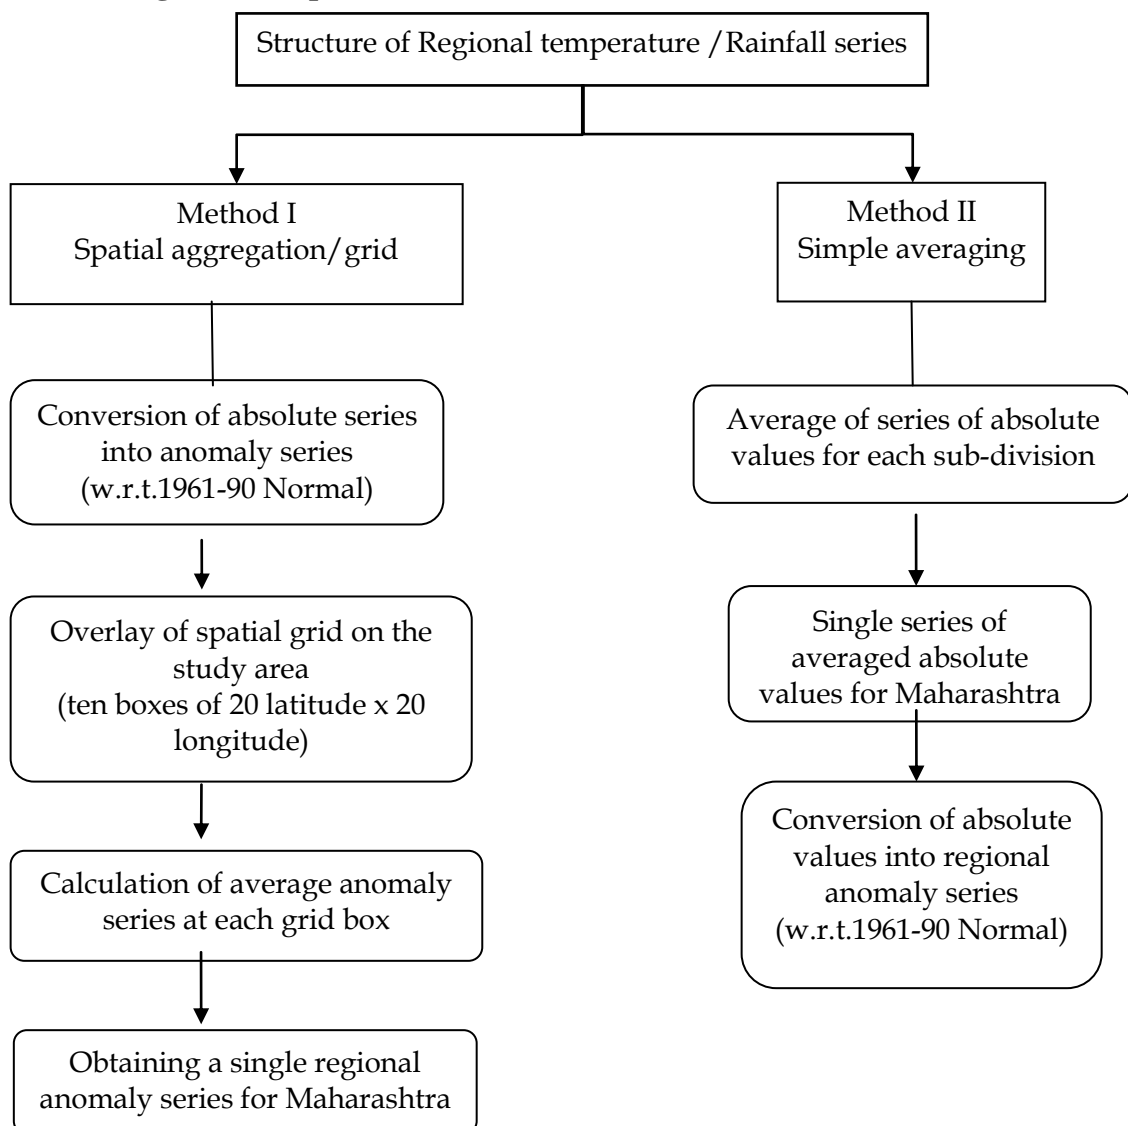 Structure of Regional temperature /Rainfall series
Method I
Spatial aggregation/grid
Method II
Simple averaging
Conversion of absolute series
into anomaly series
(w.r.t.1961-90 Normal)
Average of series of absolute
values for each sub-division
Overlay of spatial grid on the
study area
(ten boxes of 20 latitude x 20
longitude)
Single series of
averaged absolute
values for Maharashtra
Calculation of average anomaly
series at each grid box
Conversion of absolute
values into regional
anomaly series
(w.r.t.1961-90 Normal)
Obtaining a single regional
anomaly series for Maharashtra